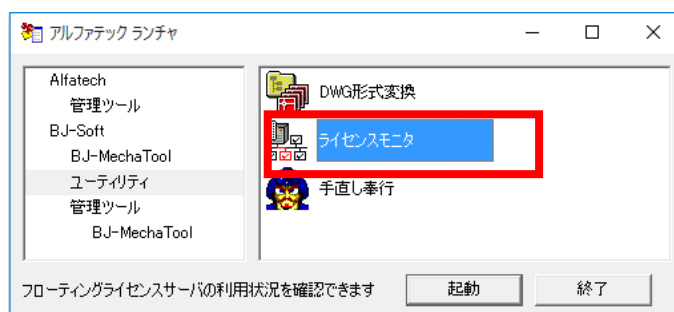 アルファテック ランチャ
Alfatech
管理ツール
BJ-Soft
BJ-MechaTool
ユーティリティ
管理ツール
BJ-MechaTool
DWG形式変換
ライセンスモニタ
手直し奉行
フローティングライセンスサーバの利用状況を確認できます
起動
終了